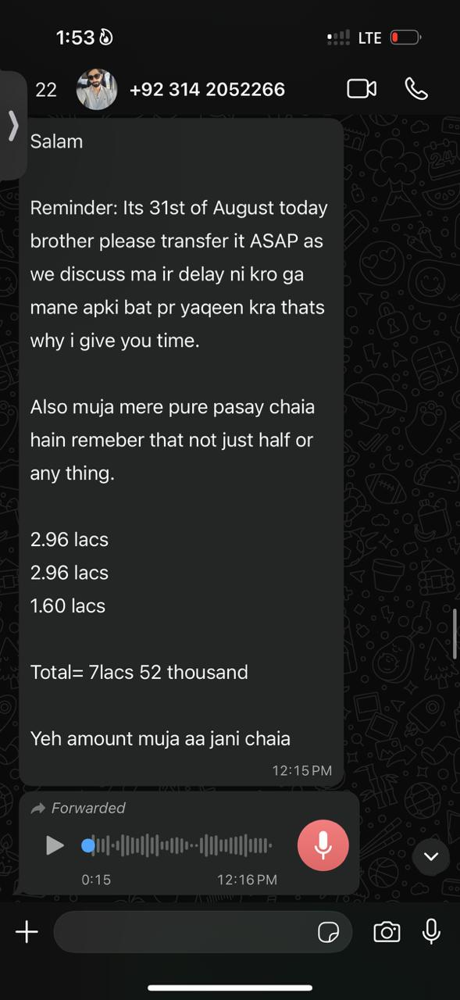 1:53
LTE
22
+92 314 2052266
Salam
Reminder: Its 31st of August today
brother please transfer it ASAP as
we discuss ma ir delay ni kro ga
mane apki bat pr yaqeen kra thats
why i give you time.
Also muja mere pure pasay chaia
hain remeber that not just half or
any thing.
2.96 lacs
2.96 lacs
1.60 lacs
Total= 7lacs 52 thousand
Yeh amount muja aa jani chaia
12:15 PM
Forwarded
0:15
12:16 PM